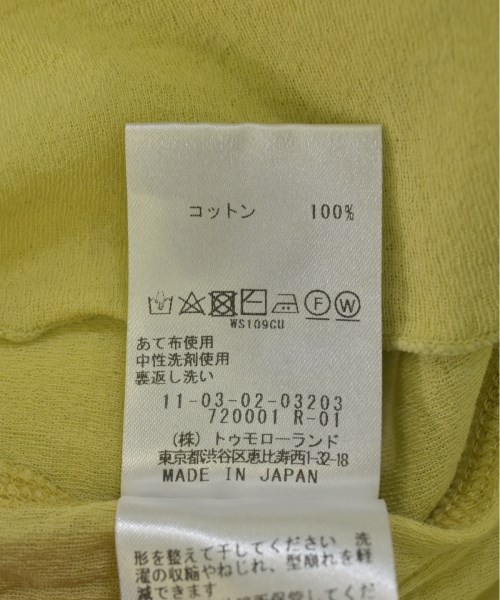 コットン 100%
F W
WS109CU
あて布使用
中性洗剤使用
裏返し洗い
11-03-02-03203
720001 R-01
(株) トゥモローランド
東京都渋谷区恵比寿西1-32-18
MADE IN JAPAN
形を整えて干してください 洗
濯の収縮やねじれ、型崩れを軽
減できます